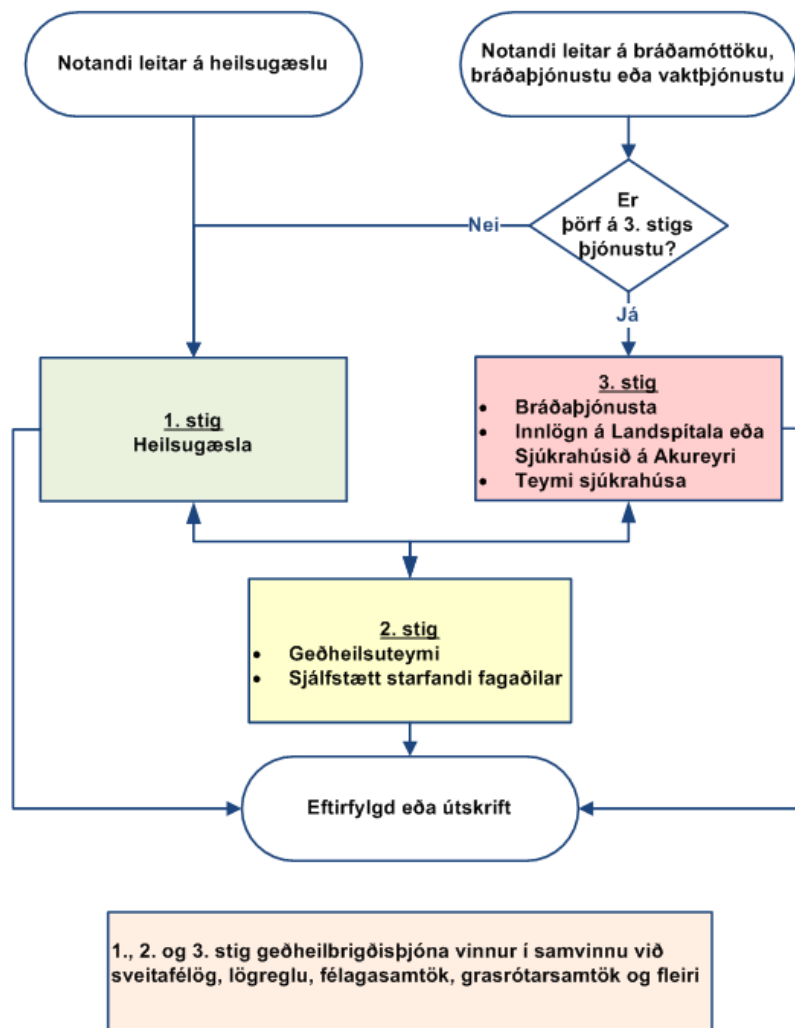 Notandi leitar á heilsugæslu
Notandi leitar á bráðamóttöku,
bráðaþjónustu eða vaktþjónustu
Er
þörf á 3. stigs
þjónustu?
Nei
Já
1. stig
Heilsugæsla
3. stig
• Bráðaþjónusta
• Innlögn á Landspítala eða
Sjúkrahúsið á Akureyri
• Teymi sjúkrahúsa
2. stig
• Geðheilsuteymi
• Sjálfstætt starfandi fagaðilar
Eftirfylgd eða útskrift
1., 2. og 3. stig geðheilbrigðisþjóna vinnur í samvinnu við
sveitafélög, lögreglu, félagasamtök, grasrótarsamtök og fleiri